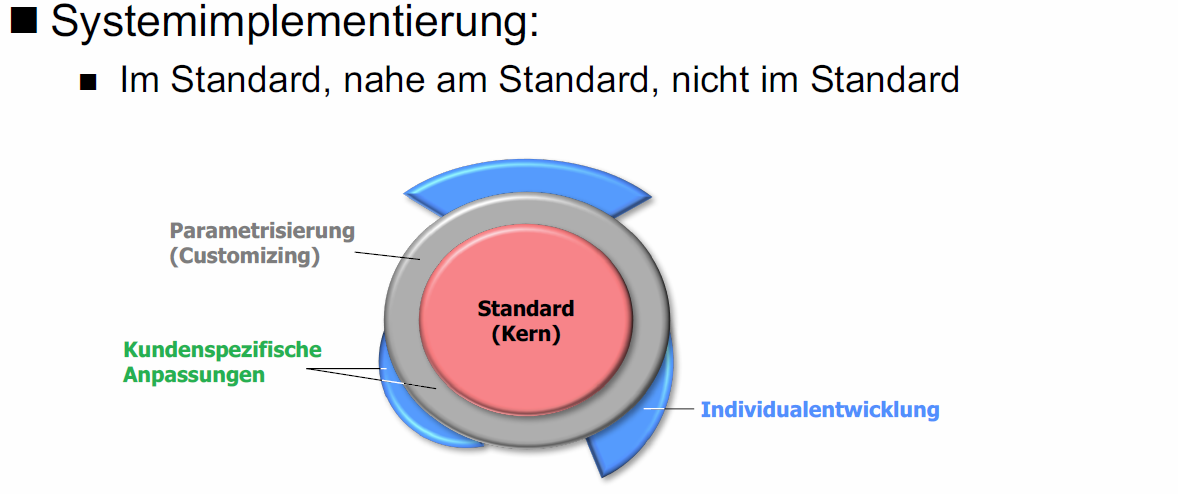 ■ Systemimplementierung:
■ Im Standard, nahe am Standard, nicht im Standard
Parametrisierung
(Customizing)
Standard
(Kern)
Kundenspezifische
Anpassungen
Individualentwicklung